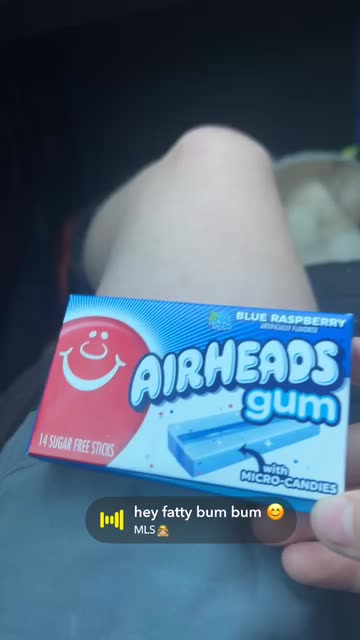 BLUE RASPBERRY
ARTIFICIALLY FLAVORED
AIRHEADS
gum
14 SUGAR FREE STICKS
with
MICRO-CANDIES
hey fatty bum bum 😊
MLS👩‍🌾